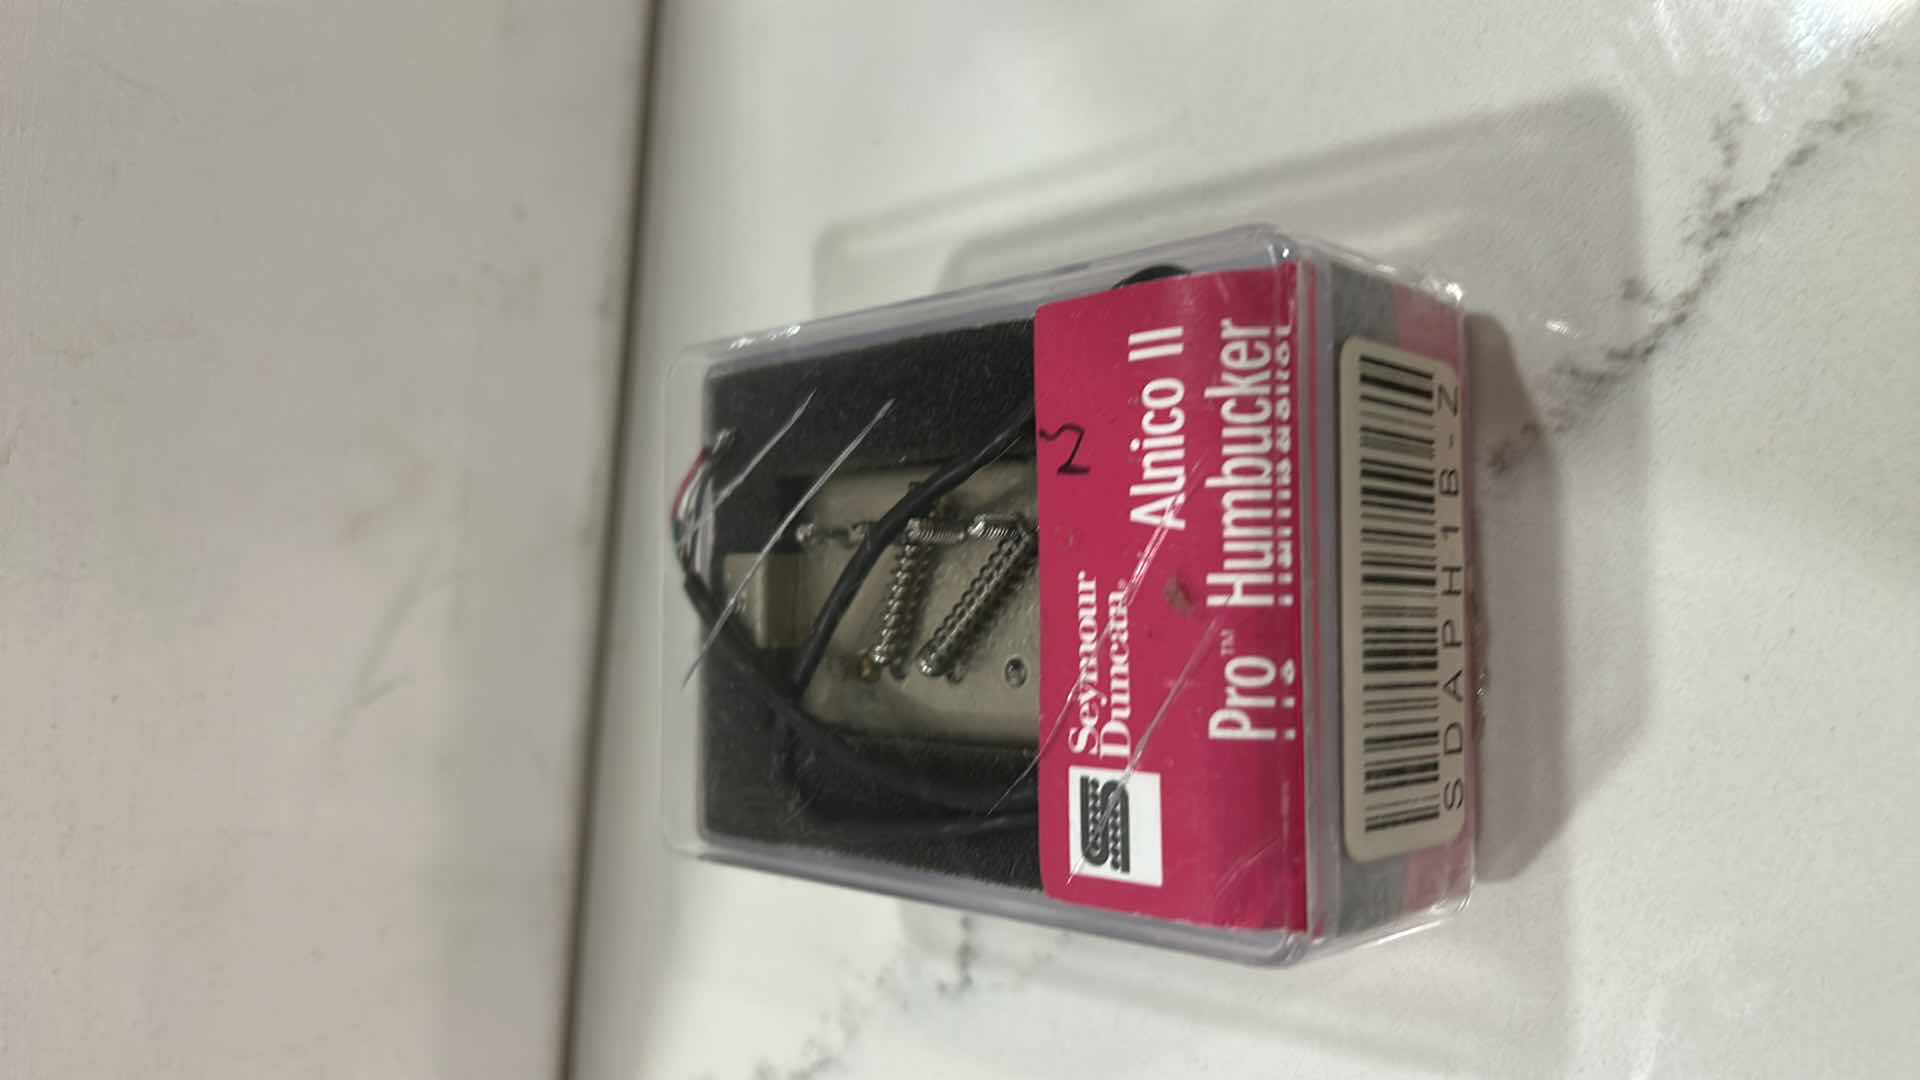 Seymour
Duncan®
Alnico II
Pro™ Humbucker
SDAPH1B-Z